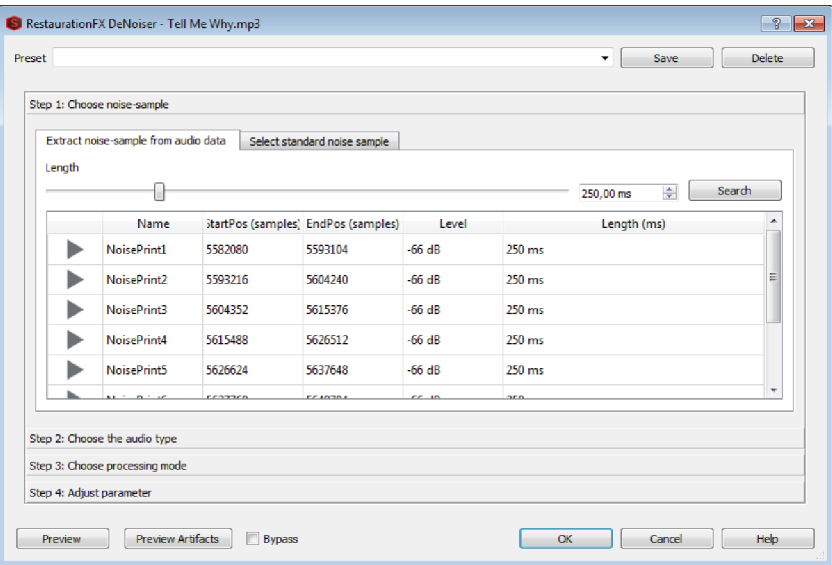 RestaurationFX DeNoiser - Tell Me Why.mp3
Preset Save Delete
Step 1: Choose noise-sample
Extract noise-sample from audio data Select standard noise sample
Length
250,00 ms Search
Name StartPos (samples) EndPos (samples) Level Length (ms)
NoisePrint1 5582080 5593104 -66 dB 250 ms
NoisePrint2 5593216 5604240 -66 dB 250 ms
NoisePrint3 5604352 5615376 -66 dB 250 ms
NoisePrint4 5615488 5626512 -66 dB 250 ms
NoisePrint5 5626624 5637648 -66 dB 250 ms
Step 2: Choose the audio type
Step 3: Choose processing mode
Step 4: Adjust parameter
Preview Preview Artifacts Bypass OK Cancel Help